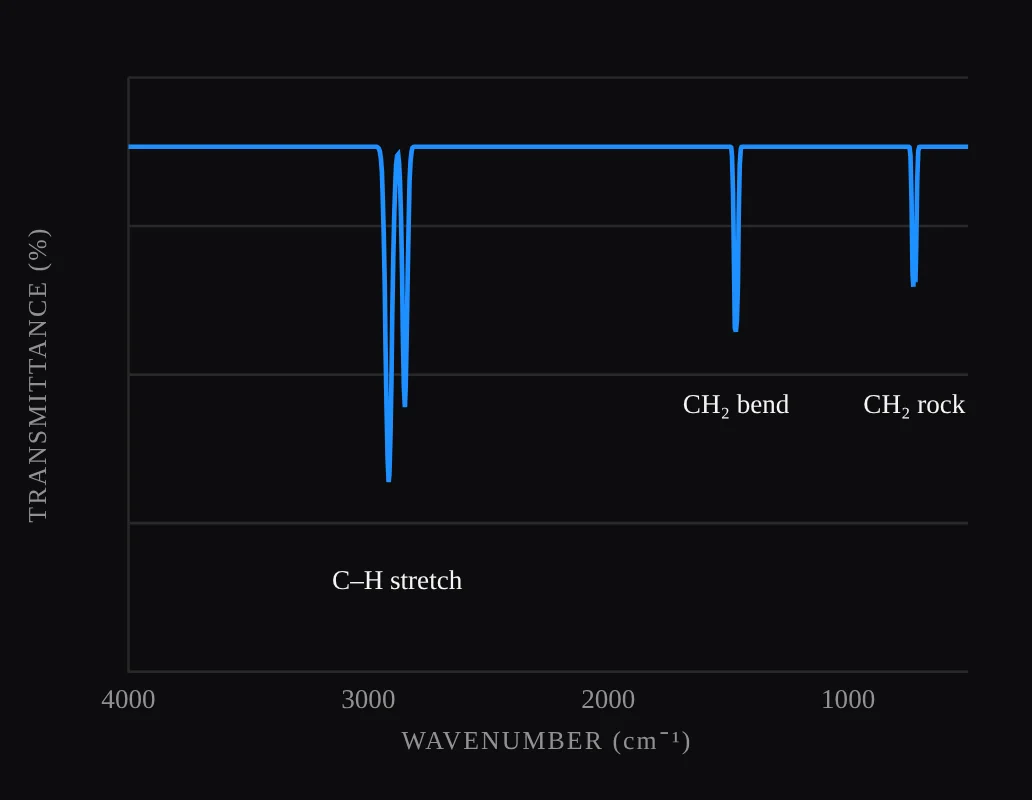 TRANSMITTANCE (%)
CH₂ bend
CH₂ rock
C–H stretch
4000
3000
2000
1000
WAVENUMBER (cm⁻¹)